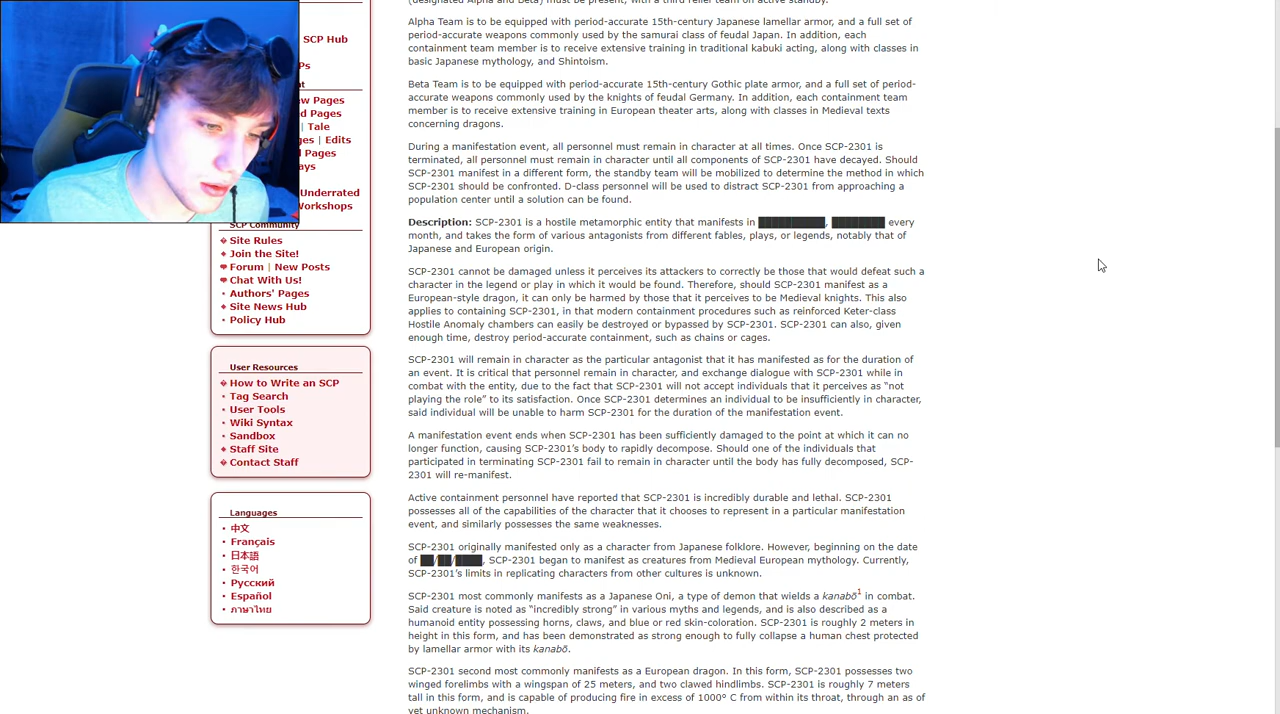 (designated Alpha and Beta) must be present, with a third relief team on active standby.
Alpha Team is to be equipped with period-accurate 15th-century Japanese lamellar armor, and a full set of
period-accurate weapons commonly used by the samurai class of feudal Japan. In addition, each
containment team member is to receive extensive training in traditional kabuki acting, along with classes in
basic Japanese mythology, and Shintoism.
Beta Team is to be equipped with period-accurate 15th-century Gothic plate armor, and a full set of period-
accurate weapons commonly used by the knights of feudal Germany. In addition, each containment team
member is to receive extensive training in European theater arts, along with classes in Medieval texts
concerning dragons.
During a manifestation event, all personnel must remain in character at all times. Once SCP-2301 is
terminated, all personnel must remain in character until all components of SCP-2301 have decayed. Should
SCP-2301 manifest in a different form, the standby team will be mobilized to determine the method in which
SCP-2301 should be confronted. D-class personnel will be used to distract SCP-2301 from approaching a
population center until a solution can be found.
Description: SCP-2301 is a hostile metamorphic entity that manifests in ██████████, ████████ every
month, and takes the form of various antagonists from different fables, plays, or legends, notably that of
Japanese and European origin.
SCP-2301 cannot be damaged unless it perceives its attackers to correctly be those that would defeat such a
character in the legend or play in which it would be found. Therefore, should SCP-2301 manifest as a
European-style dragon, it can only be harmed by those that it perceives to be Medieval knights. This also
applies to containing SCP-2301, in that modern containment procedures such as reinforced Keter-class
Hostile Anomaly chambers can easily be destroyed or bypassed by SCP-2301. SCP-2301 can also, given
enough time, destroy period-accurate containment, such as chains or cages.
SCP-2301 will remain in character as the particular antagonist that it has manifested as for the duration of
an event. It is critical that personnel remain in character, and exchange dialogue with SCP-2301 while in
combat with the entity, due to the fact that SCP-2301 will not accept individuals that it perceives as “not
playing the role” to its satisfaction. Once SCP-2301 determines an individual to be insufficiently in character,
said individual will be unable to harm SCP-2301 for the duration of the manifestation event.
A manifestation event ends when SCP-2301 has been sufficiently damaged to the point at which it can no
longer function, causing SCP-2301’s body to rapidly decompose. Should one of the individuals that
participated in terminating SCP-2301 fail to remain in character until the body has fully decomposed, SCP-
2301 will re-manifest.
Active containment personnel have reported that SCP-2301 is incredibly durable and lethal. SCP-2301
possesses all of the capabilities of the character that it chooses to represent in a particular manifestation
event, and similarly possesses the same weaknesses.
SCP-2301 originally manifested only as a character from Japanese folklore. However, beginning on the date
of ██/██/████, SCP-2301 began to manifest as creatures from Medieval European mythology. Currently,
SCP-2301’s limits in replicating characters from other cultures is unknown.
SCP-2301 most commonly manifests as a Japanese Oni, a type of demon that wields a kanabō1 in combat.
Said creature is noted as “incredibly strong” in various myths and legends, and is also described as a
humanoid entity possessing horns, claws, and blue or red skin-coloration. SCP-2301 is roughly 2 meters in
height in this form, and has been demonstrated as strong enough to fully collapse a human chest protected
by lamellar armor with its kanabō.
SCP-2301 second most commonly manifests as a European dragon. In this form, SCP-2301 possesses two
winged forelimbs with a wingspan of 25 meters, and two clawed hindlimbs. SCP-2301 is roughly 7 meters
tall in this form, and is capable of producing fire in excess of 1000° C from within its throat, through an as of
yet unknown mechanism.
SCP Hub
Ps
nt
Pages
d Pages
| Tale
| Edits
Pages
ays
Underrated
Workshops
SCP Community
Site Rules
Join the Site!
Forum | New Posts
Chat With Us!
Authors' Pages
Site News Hub
Policy Hub
User Resources
How to Write an SCP
Tag Search
User Tools
Wiki Syntax
Sandbox
Staff Site
Contact Staff
Languages
中文
Français
日本語
한국어
Русский
Español
ภาษาไทย